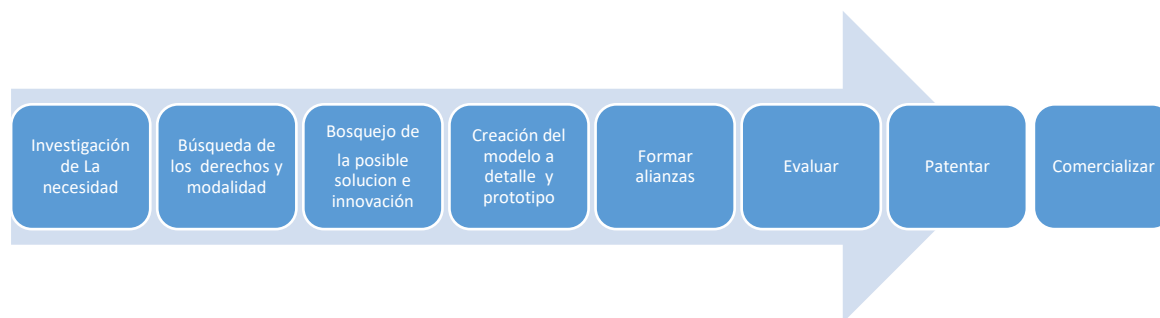 Investigación
de La
necesidad
Búsqueda de
los derechos y
modalidad
Bosquejo de
la posible
solucion e
innovación
Creación del
modelo a
detalle y
prototipo
Formar
alianzas
Evaluar
Patentar
Comercializar